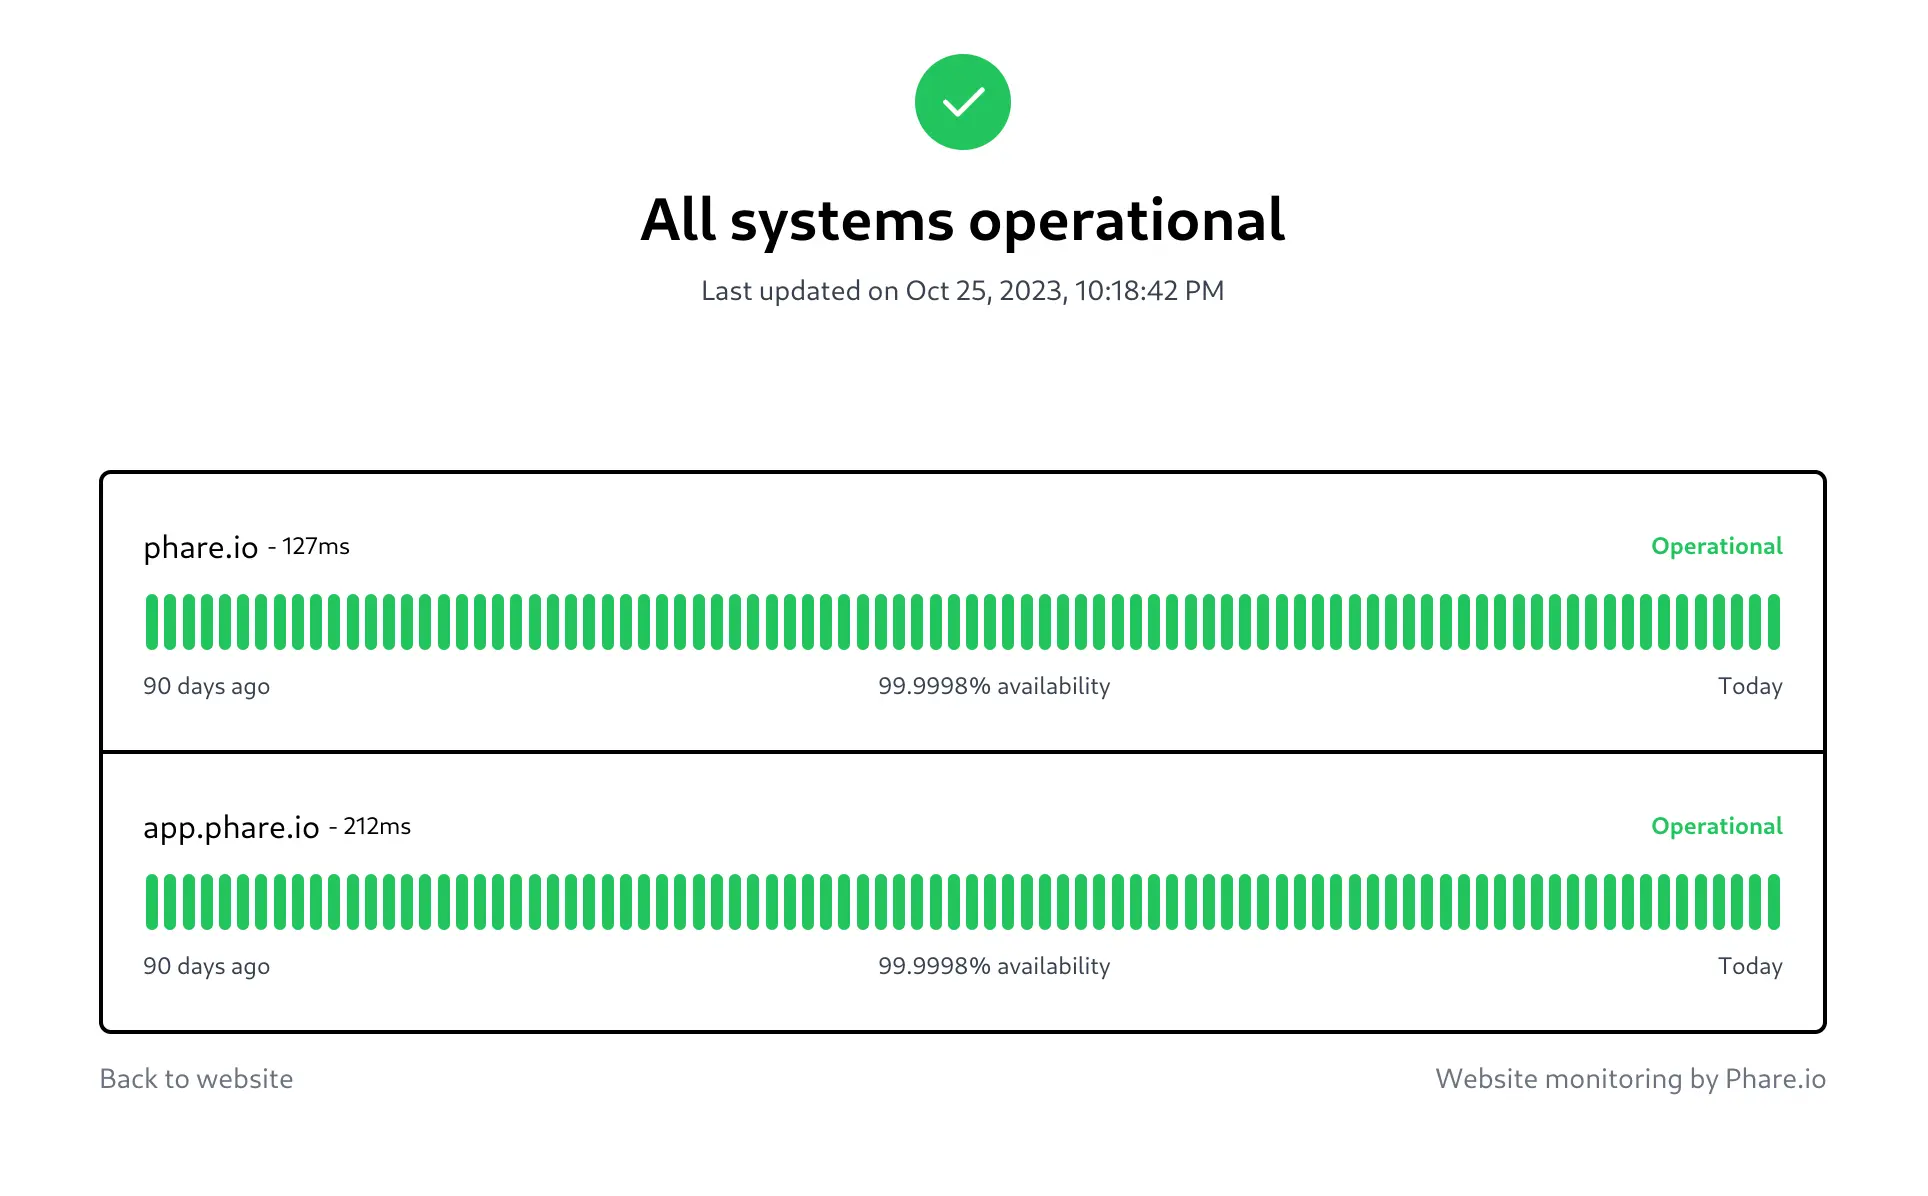 All systems operational
Last updated on Oct 25, 2023, 10:18:42 PM
phare.io - 127ms
Operational
90 days ago
99.9998% availability
Today
app.phare.io - 212ms
Operational
90 days ago
99.9998% availability
Today
Back to website
Website monitoring by Phare.io